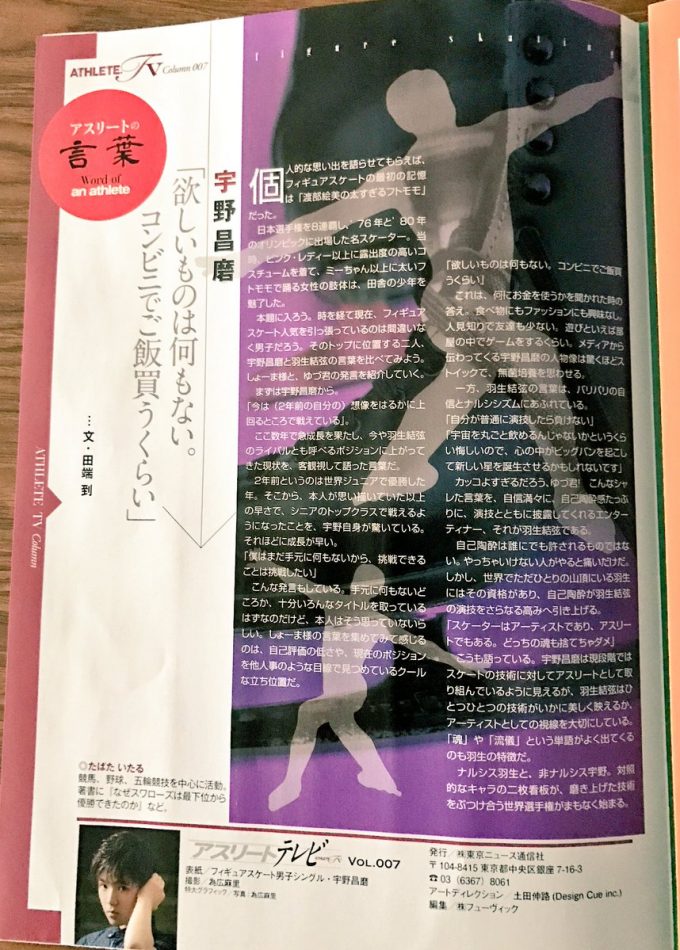 figure skating
ATHLETE TV Column 007
アスリートの
言葉
Word of
an athlete
宇野昌磨
「欲しいものは何もない。
コンビニでご飯買うくらい」
…文・田端 到
ATHLETE TV Column
個人的な思い出を語らせてもらえば、
フィギュアスケートの最初の記憶
は「渡部絵美の太すぎるフトモモ」
だった。
日本選手権を8連覇し、'76年と'80年
のオリンピックに出場した名スケーター。当
時、ピンク・レディー以上に露出度の高いコ
スチュームを着て、ミーちゃん以上に太いフ
トモモで踊る女性の肢体は、田舎の少年を
魅了した。
本題に入ろう。時を経て現在、フィギュア
スケート人気を引っ張っているのは間違いな
く男子だろう。そのトップに位置する二人、
宇野昌磨と羽生結弦の言葉を比べてみよう。
しょーま様と、ゆづ君の発言を紹介していく。
まずは宇野昌磨から。
「今は（2年前の自分の）想像をはるかに上
回るところで戦えている」。
ここ数年で急成長を果たし、今や羽生結弦
のライバルとも呼べるポジションに上がって
きた現状を、客観視して語った言葉だ。
2年前というのは世界ジュニアで優勝した
年。そこから、本人が思い描いていた以上
の早さで、シニアのトップクラスで戦えるよ
うになったことを、宇野自身が驚いている。
それほどに成長が早い。
「僕はまだ手元に何もないから、挑戦できる
ことは挑戦したい」
こんな発言もしている。手元に何もないど
ころか、十分いろんなタイトルを取っている
はずなのだけど、本人はそう思っていないら
しい。しょーま様の言葉を集めてみて感じる
のは、自己評価の低さや、現在のポジション
を他人事のような目線で見つめているクール
な立ち位置だ。
「欲しいものは何もない。コンビニでご飯買
うくらい」
これは、何にお金を使うかを聞かれた時の
答え。食べ物にもファッションにも興味なし。
人見知りで友達も少ない。遊びといえば部
屋の中でゲームをするくらい。メディアから
伝わってくる宇野昌磨の人物像は驚くほどス
トイックで、無菌培養を思わせる。
一方、羽生結弦の言葉は、バリバリの自
信とナルシシズムにあふれている。
「自分が普通に演技したら負けない」
「宇宙を丸ごと飲めるんじゃないかというくら
い悔しいので、心の中がビッグバンを起こし
て新しい星を誕生させるかもしれないです」
カッコよすぎるだろう、ゆづ君！ こんなシャ
レた言葉を、自信満々に、自己陶酔感たっぷ
りに、演技とともに披露してくれるエンター
ティナー、それが羽生結弦である。
自己陶酔は誰にでも許されるものではな
い。やっちゃいけない人がやると痛いだけだ。
しかし、世界でただひとりの山頂にいる羽生
にはその資格があり、自己陶酔が羽生結弦
の演技をさらなる高みへ引き上げる。
「スケーターはアーティストであり、アスリー
トでもある。どっちの魂も捨てちゃダメ」
こうも語っている。宇野昌磨は現段階では
スケートの技術に対してアスリートとして取
り組んでいるように見えるが、羽生結弦はひ
とつひとつの技術がいかに美しく映えるか、
アーティストとしての視線を大切にしている。
「魂」や「流儀」という単語がよく出てくる
のも羽生の特徴だ。
ナルシス羽生と、非ナルシス宇野。対照
的なキャラの二枚看板が、磨き上げた技術
をぶつけ合う世界選手権がまもなく始まる。
◎たばた いたる
競馬、野球、五輪競技を中心に活動。
著書に「なぜスワローズは最下位から
優勝できたのか」など。
アスリートテレビ ATHLETE TV VOL.007
表紙／フィギュアスケート男子シングル・宇野昌磨
撮影／為広麻里
特大グラフィック／写真：為広麻里
発行／㈱東京ニュース通信社
〒104-8415 東京都中央区銀座7-16-3
☎03（6367）8061
アートディレクション／土田伸路 (Design Cue inc.)
編集／㈱フューヴィック